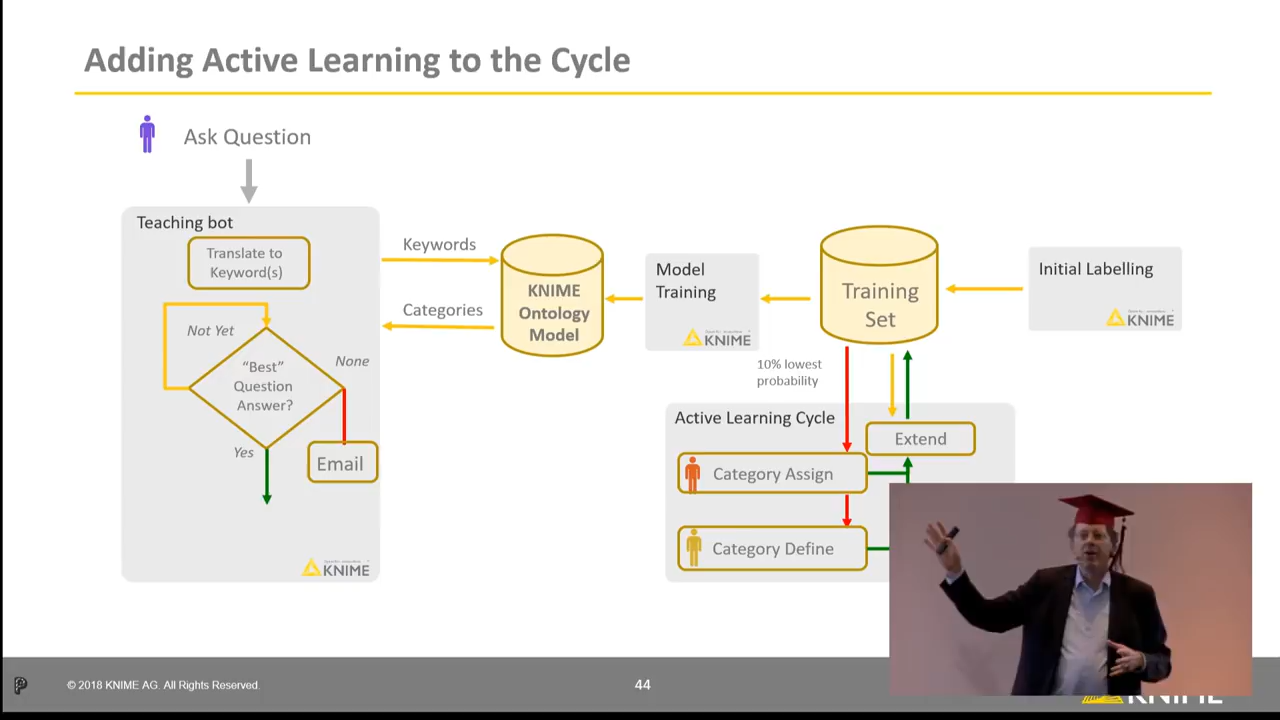 Adding Active Learning to the Cycle
Ask Question
Teaching bot
Translate to
Keyword(s)
Not Yet
"Best"
Question
Answer?
None
Yes
Email
KNIME
Keywords
Categories
KNIME
Ontology
Model
Model
Training
KNIME
Training
Set
Initial Labelling
KNIME
10% lowest
probability
Active Learning Cycle
Extend
Category Assign
Category Define
© 2018 KNIME AG. All Rights Reserved.
44
KNIME